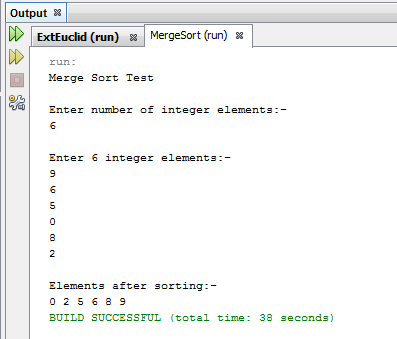 Output
ExtEuclid (run)
MergeSort (run)
run:
Merge Sort Test
Enter number of integer elements:-
6
Enter 6 integer elements:-
9
6
5
0
8
2
Elements after sorting:-
0 2 5 6 8 9
BUILD SUCCESSFUL (total time: 38 seconds)